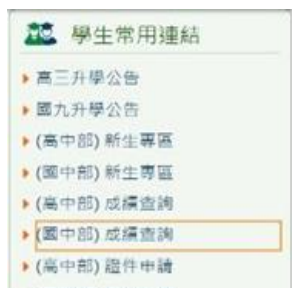 學生常用連結
高三升學公告
國九升學公告
(高中部) 新生專區
(國中部) 新生專區
(高中部) 成績查詢
(國中部) 成績查詢
(高中部) 證件申請